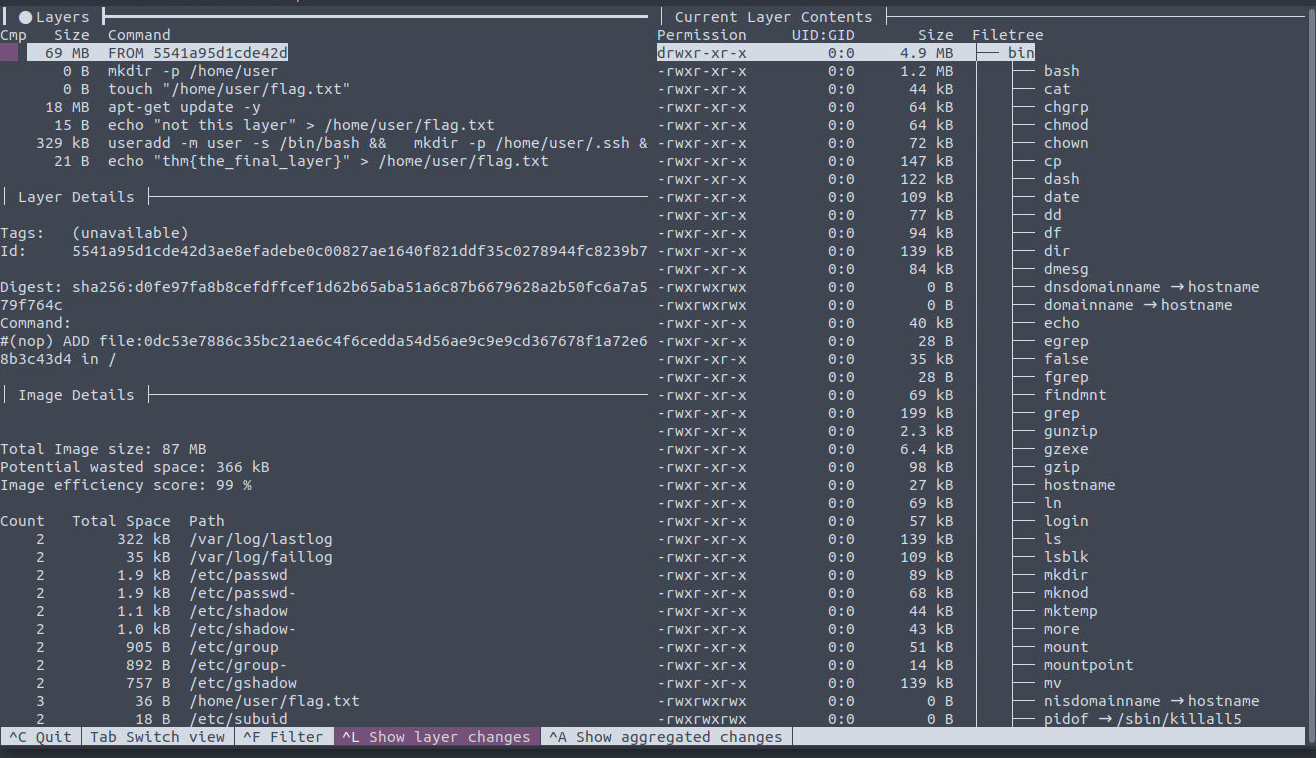 Layers
Cmp Size Command
69 MB FROM 5541a95d1cde42d
0 B mkdir -p /home/user
0 B touch "/home/user/flag.txt"
18 MB apt-get update -y
15 B echo "not this layer" > /home/user/flag.txt
329 kB useradd -m user -s /bin/bash && mkdir -p /home/user/.ssh &
21 B echo "thm{the_final_layer}" > /home/user/flag.txt
Layer Details
Tags: (unavailable)
Id: 5541a95d1cde42d3ae8efadebe0c00827ae1640f821ddf35c0278944fc8239b7
Digest: sha256:d0fe97fa8b8cefdffcef1d62b65aba51a6c87b6679628a2b50fc6a7a5
79f764c
Command:
#(nop) ADD file:0dc53e7886c35bc21ae6c4f6cedda54d56ae9c9e9cd367678f1a72e6
8b3c43d4 in /
Image Details
Total Image size: 87 MB
Potential wasted space: 366 kB
Image efficiency score: 99 %
Count Total Space Path
2 322 kB /var/log/lastlog
2 35 kB /var/log/faillog
2 1.9 kB /etc/passwd
2 1.9 kB /etc/passwd-
2 1.1 kB /etc/shadow
2 1.0 kB /etc/shadow-
2 905 B /etc/group
2 892 B /etc/group-
2 757 B /etc/gshadow
3 36 B /home/user/flag.txt
2 18 B /etc/subuid
Current Layer Contents
Permission UID:GID Size Filetree
drwxr-xr-x 0:0 4.9 MB bin
-rwxr-xr-x 0:0 1.2 MB bash
-rwxr-xr-x 0:0 44 kB cat
-rwxr-xr-x 0:0 64 kB chgrp
-rwxr-xr-x 0:0 64 kB chmod
-rwxr-xr-x 0:0 72 kB chown
-rwxr-xr-x 0:0 147 kB cp
-rwxr-xr-x 0:0 122 kB dash
-rwxr-xr-x 0:0 109 kB date
-rwxr-xr-x 0:0 77 kB dd
-rwxr-xr-x 0:0 94 kB df
-rwxr-xr-x 0:0 139 kB dir
-rwxr-xr-x 0:0 84 kB dmesg
-rwxrwxrwx 0:0 0 B dnsdomainname → hostname
-rwxrwxrwx 0:0 0 B domainname → hostname
-rwxr-xr-x 0:0 40 kB echo
-rwxr-xr-x 0:0 28 B egrep
-rwxr-xr-x 0:0 35 kB false
-rwxr-xr-x 0:0 28 B fgrep
-rwxr-xr-x 0:0 69 kB findmnt
-rwxr-xr-x 0:0 199 kB grep
-rwxr-xr-x 0:0 2.3 kB gunzip
-rwxr-xr-x 0:0 6.4 kB gzexe
-rwxr-xr-x 0:0 98 kB gzip
-rwxr-xr-x 0:0 27 kB hostname
-rwxr-xr-x 0:0 69 kB ln
-rwxr-xr-x 0:0 57 kB login
-rwxr-xr-x 0:0 139 kB ls
-rwxr-xr-x 0:0 109 kB lsblk
-rwxr-xr-x 0:0 89 kB mkdir
-rwxr-xr-x 0:0 68 kB mknod
-rwxr-xr-x 0:0 44 kB mktemp
-rwxr-xr-x 0:0 43 kB more
-rwxr-xr-x 0:0 51 kB mount
-rwxr-xr-x 0:0 14 kB mountpoint
-rwxr-xr-x 0:0 139 kB mv
-rwxrwxrwx 0:0 0 B nisdomainname → hostname
-rwxrwxrwx 0:0 0 B pidof → /sbin/killall5
^C Quit Tab Switch view ^F Filter ^L Show layer changes ^A Show aggregated changes